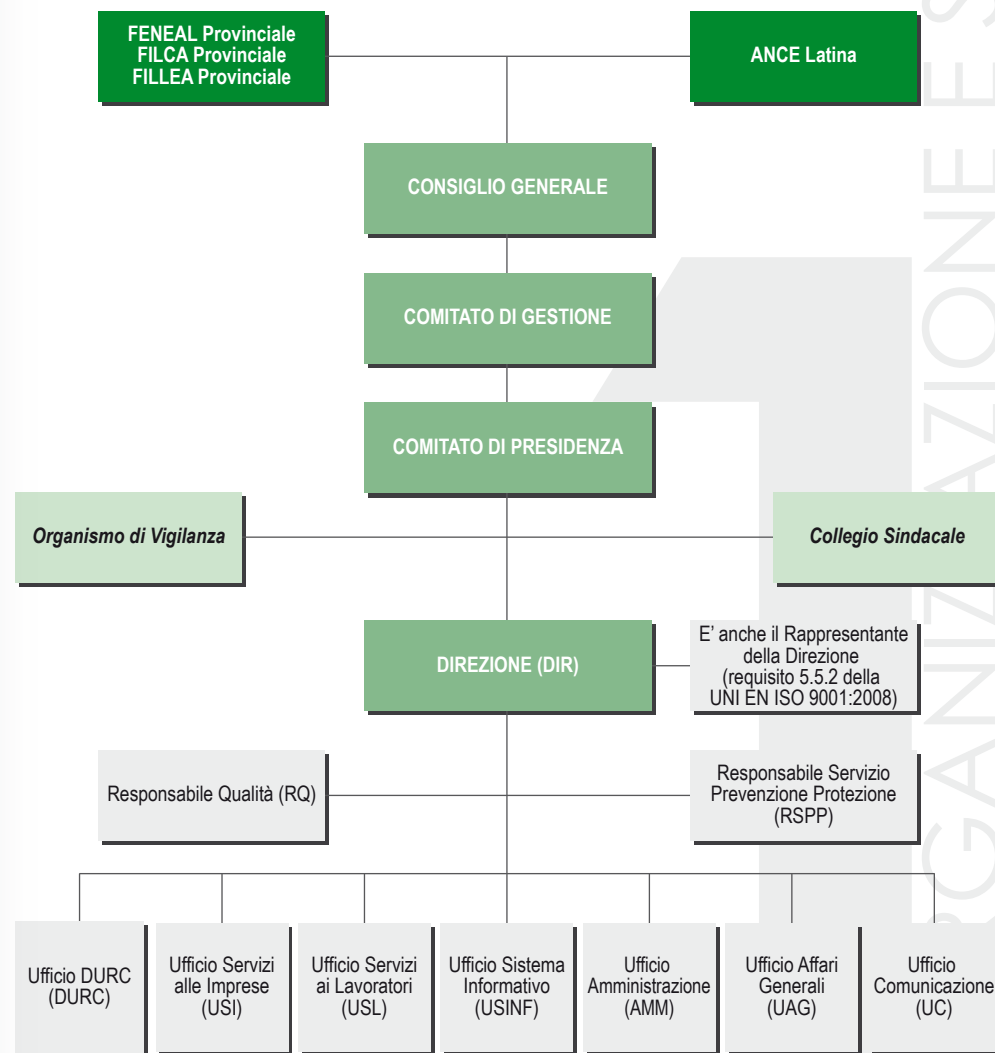 FENEAL Provinciale
FILCA Provinciale
FILLEA Provinciale
ANCE Latina
CONSIGLIO GENERALE
COMITATO DI GESTIONE
COMITATO DI PRESIDENZA
Organismo di Vigilanza
Collegio Sindacale
DIREZIONE (DIR)
E' anche il Rappresentante
della Direzione
(requisito 5.5.2 della
UNI EN ISO 9001:2008)
Responsabile Qualità (RQ)
Responsabile Servizio
Prevenzione Protezione
(RSPP)
Ufficio DURC
(DURC)
Ufficio Servizi
alle Imprese
(USI)
Ufficio Servizi
ai Lavoratori
(USL)
Ufficio Sistema
Informativo
(USINF)
Ufficio
Amministrazione
(AMM)
Ufficio Affari
Generali
(UAG)
Ufficio
Comunicazione
(UC)
1